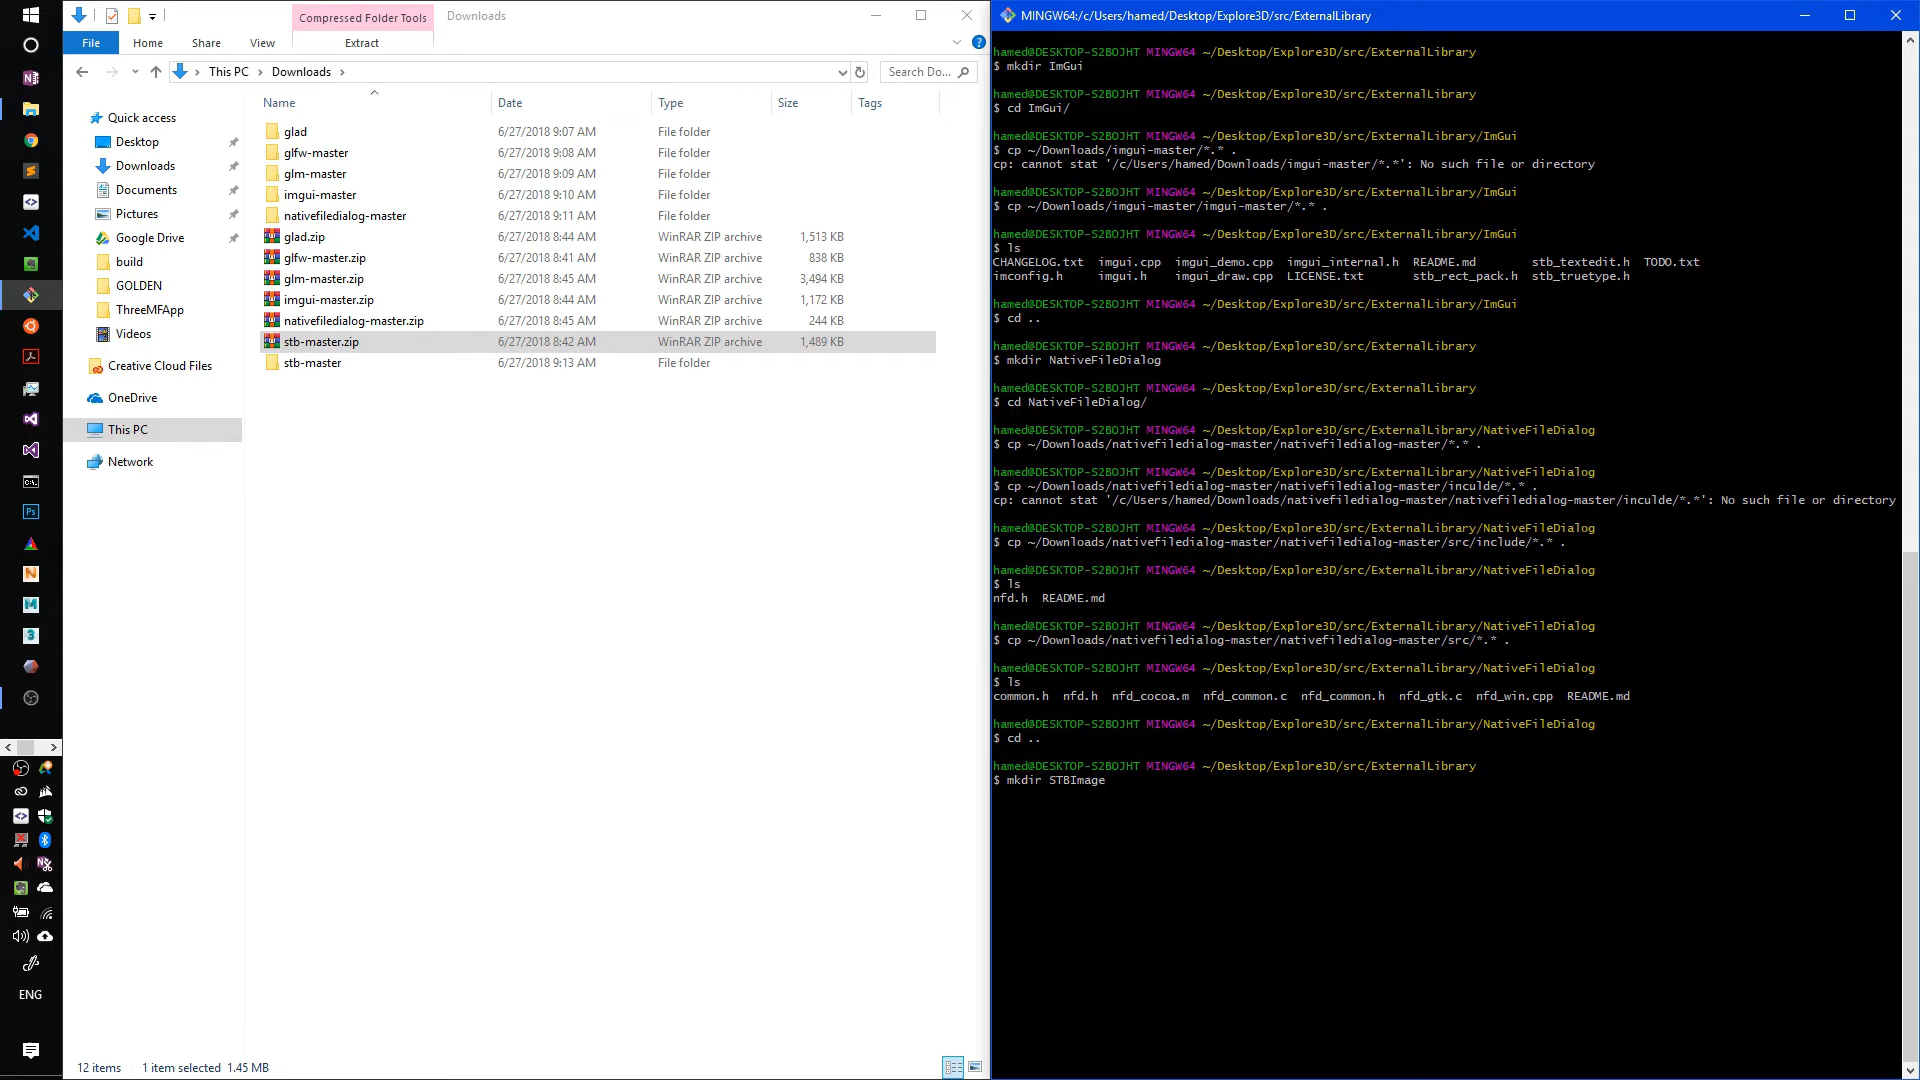 Compressed Folder Tools
Downloads
File
Home
Share
View
Extract
This PC
Downloads
Search Do...
Name
Date
Type
Size
Tags
Quick access
Desktop
Downloads
Documents
Pictures
Google Drive
build
GOLDEN
ThreeMFApp
Videos
Creative Cloud Files
OneDrive
This PC
Network
glad 6/27/2018 9:07 AM File folder
glfw-master 6/27/2018 9:08 AM File folder
glm-master 6/27/2018 9:09 AM File folder
imgui-master 6/27/2018 9:10 AM File folder
nativefiledialog-master 6/27/2018 9:11 AM File folder
glad.zip 6/27/2018 8:44 AM WinRAR ZIP archive 1,513 KB
glfw-master.zip 6/27/2018 8:41 AM WinRAR ZIP archive 838 KB
glm-master.zip 6/27/2018 8:45 AM WinRAR ZIP archive 3,494 KB
imgui-master.zip 6/27/2018 8:44 AM WinRAR ZIP archive 1,172 KB
nativefiledialog-master.zip 6/27/2018 8:45 AM WinRAR ZIP archive 244 KB
stb-master.zip 6/27/2018 8:42 AM WinRAR ZIP archive 1,489 KB
stb-master 6/27/2018 9:13 AM File folder
12 items 1 item selected 1.45 MB
ENG
MINGW64:/c/Users/hamed/Desktop/Explore3D/src/ExternalLibrary
hamed@DESKTOP-S2BOJHT MINGW64 ~/Desktop/Explore3D/src/ExternalLibrary
$ mkdir ImGui
hamed@DESKTOP-S2BOJHT MINGW64 ~/Desktop/Explore3D/src/ExternalLibrary
$ cd ImGui/
hamed@DESKTOP-S2BOJHT MINGW64 ~/Desktop/Explore3D/src/ExternalLibrary/ImGui
$ cp ~/Downloads/imgui-master/*.* .
cp: cannot stat '/c/Users/hamed/Downloads/imgui-master/*.*': No such file or directory
hamed@DESKTOP-S2BOJHT MINGW64 ~/Desktop/Explore3D/src/ExternalLibrary/ImGui
$ cp ~/Downloads/imgui-master/imgui-master/*.* .
hamed@DESKTOP-S2BOJHT MINGW64 ~/Desktop/Explore3D/src/ExternalLibrary/ImGui
$ ls
CHANGELOG.txt imgui.cpp imgui_demo.cpp imgui_internal.h README.md stb_textedit.h TODO.txt
imconfig.h imgui.h imgui_draw.cpp LICENSE.txt stb_rect_pack.h stb_truetype.h
hamed@DESKTOP-S2BOJHT MINGW64 ~/Desktop/Explore3D/src/ExternalLibrary/ImGui
$ cd ..
hamed@DESKTOP-S2BOJHT MINGW64 ~/Desktop/Explore3D/src/ExternalLibrary
$ mkdir NativeFileDialog
hamed@DESKTOP-S2BOJHT MINGW64 ~/Desktop/Explore3D/src/ExternalLibrary
$ cd NativeFileDialog/
hamed@DESKTOP-S2BOJHT MINGW64 ~/Desktop/Explore3D/src/ExternalLibrary/NativeFileDialog
$ cp ~/Downloads/nativefiledialog-master/nativefiledialog-master/*.* .
hamed@DESKTOP-S2BOJHT MINGW64 ~/Desktop/Explore3D/src/ExternalLibrary/NativeFileDialog
$ cp ~/Downloads/nativefiledialog-master/nativefiledialog-master/inculde/*.* .
cp: cannot stat '/c/Users/hamed/Downloads/nativefiledialog-master/nativefiledialog-master/inculde/*.*': No such file or directory
hamed@DESKTOP-S2BOJHT MINGW64 ~/Desktop/Explore3D/src/ExternalLibrary/NativeFileDialog
$ cp ~/Downloads/nativefiledialog-master/nativefiledialog-master/src/include/*.* .
hamed@DESKTOP-S2BOJHT MINGW64 ~/Desktop/Explore3D/src/ExternalLibrary/NativeFileDialog
$ ls
nfd.h README.md
hamed@DESKTOP-S2BOJHT MINGW64 ~/Desktop/Explore3D/src/ExternalLibrary/NativeFileDialog
$ cp ~/Downloads/nativefiledialog-master/nativefiledialog-master/src/*.* .
hamed@DESKTOP-S2BOJHT MINGW64 ~/Desktop/Explore3D/src/ExternalLibrary/NativeFileDialog
$ ls
common.h nfd.h nfd_cocoa.m nfd_common.c nfd_common.h nfd_gtk.c nfd_win.cpp README.md
hamed@DESKTOP-S2BOJHT MINGW64 ~/Desktop/Explore3D/src/ExternalLibrary/NativeFileDialog
$ cd ..
hamed@DESKTOP-S2BOJHT MINGW64 ~/Desktop/Explore3D/src/ExternalLibrary
$ mkdir STBImage